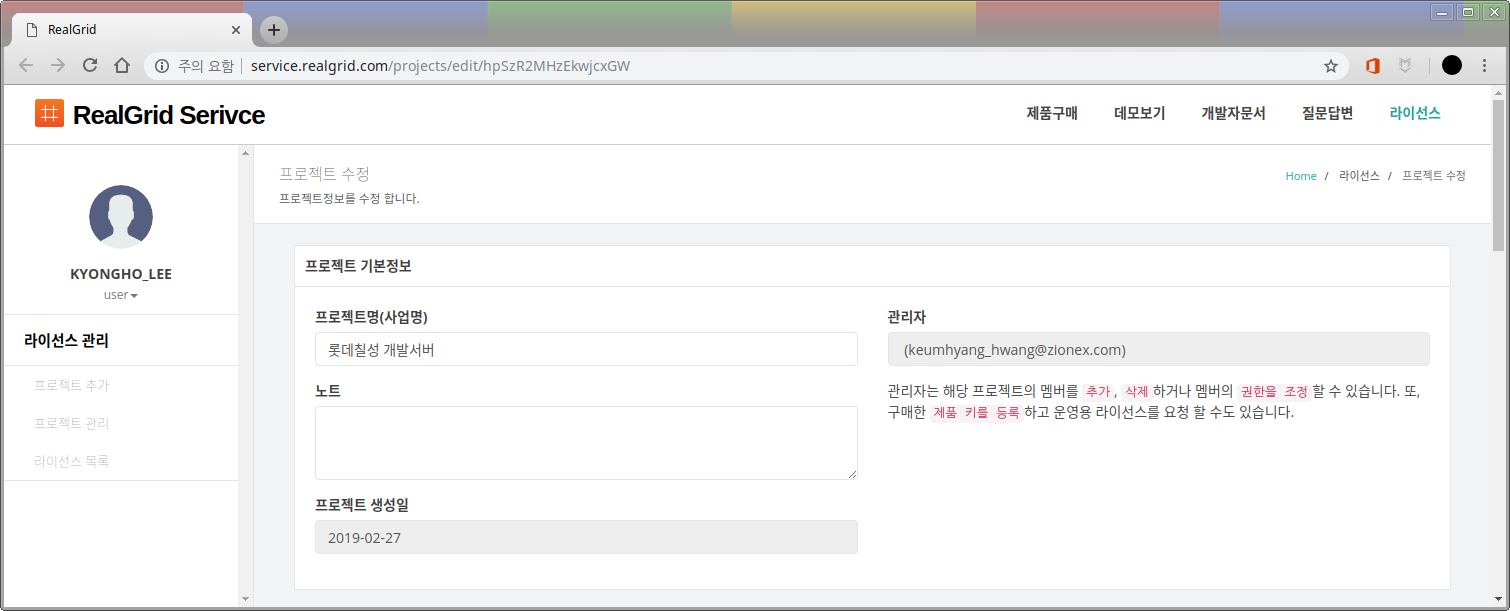 RealGrid
주의 요함 service.realgrid.com/projects/edit/hpSzR2MHzEkwjcxGW
RealGrid Serivce
제품구매 데모보기 개발자문서 질문답변 라이선스
프로젝트 수정
프로젝트정보를 수정 합니다.
Home / 라이선스 / 프로젝트 수정
KYONGHO_LEE
user
라이선스 관리
프로젝트 추가
프로젝트 관리
라이선스 목록
프로젝트 기본정보
프로젝트명(사업명)
롯데칠성 개발서버
노트
프로젝트 생성일
2019-02-27
관리자
(keumhyang_hwang@zionex.com)
관리자는 해당 프로젝트의 멤버를 추가, 삭제하거나 멤버의 권한을 조정할 수 있습니다. 또,
구매한 제품 키를 등록하고 운영용 라이선스를 요청 할 수도 있습니다.